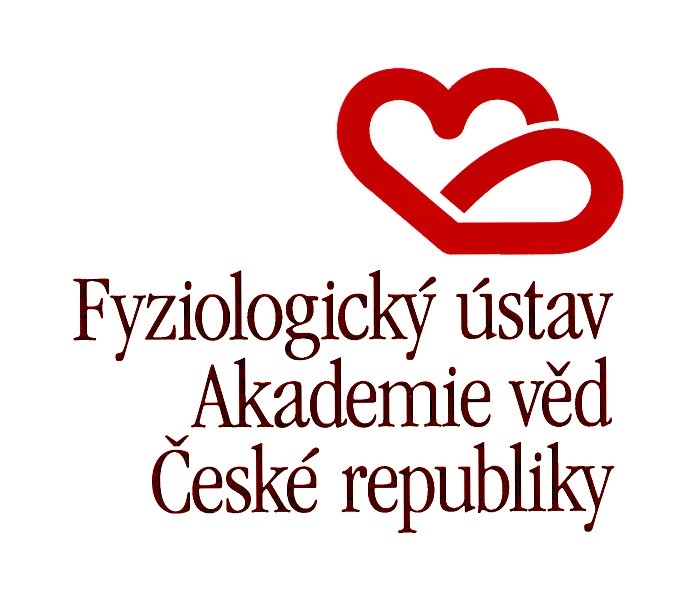 Fyziologický ústav
Akademie věd
České republiky